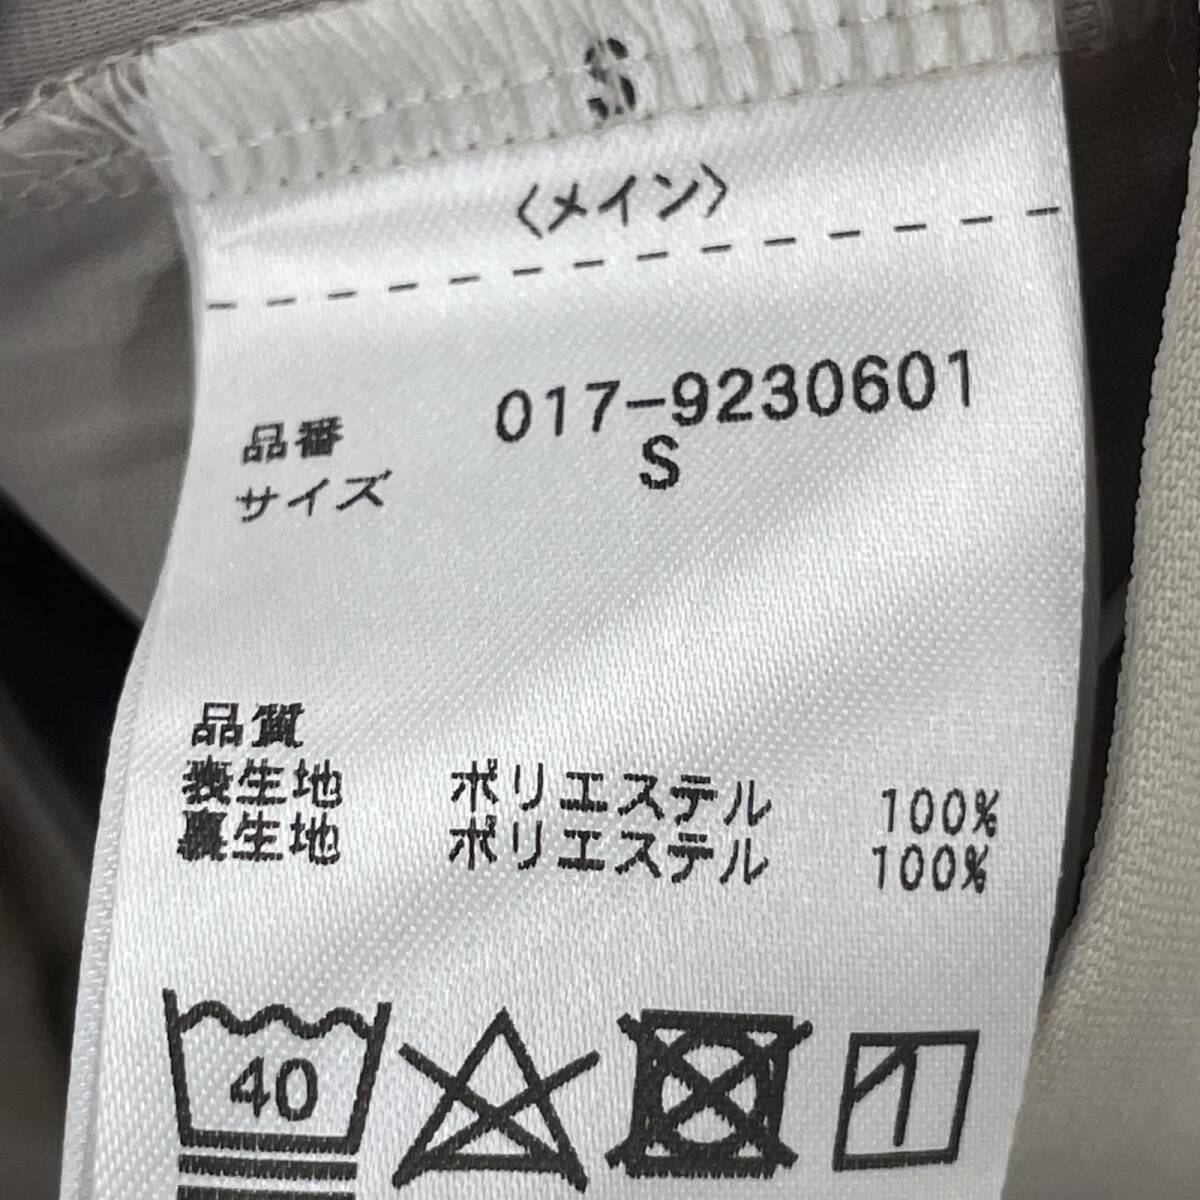 S
〈メイン〉
品番 017-9230601
サイズ S
品質
表生地 ポリエステル 100%
裏生地 ポリエステル 100%
40